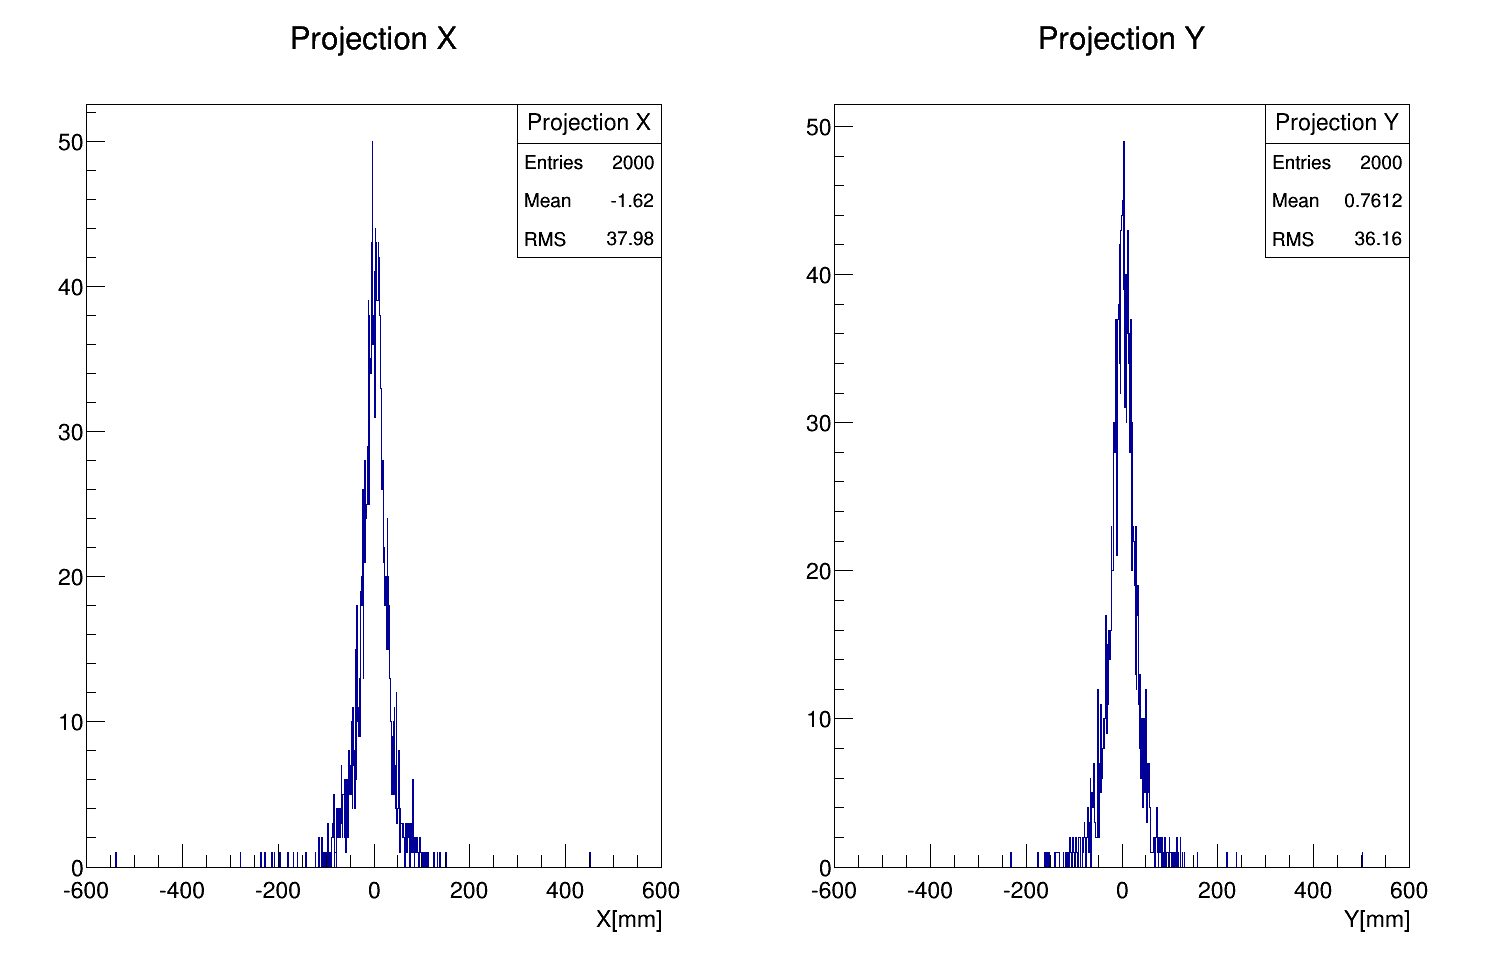 Projection X
Projection X
Entries 2000
Mean -1.62
RMS 37.98
50
40
30
20
10
0
-600 -400 -200 0 200 400 600
X[mm]
Projection Y
Projection Y
Entries 2000
Mean 0.7612
RMS 36.16
50
40
30
20
10
0
-600 -400 -200 0 200 400 600
Y[mm]